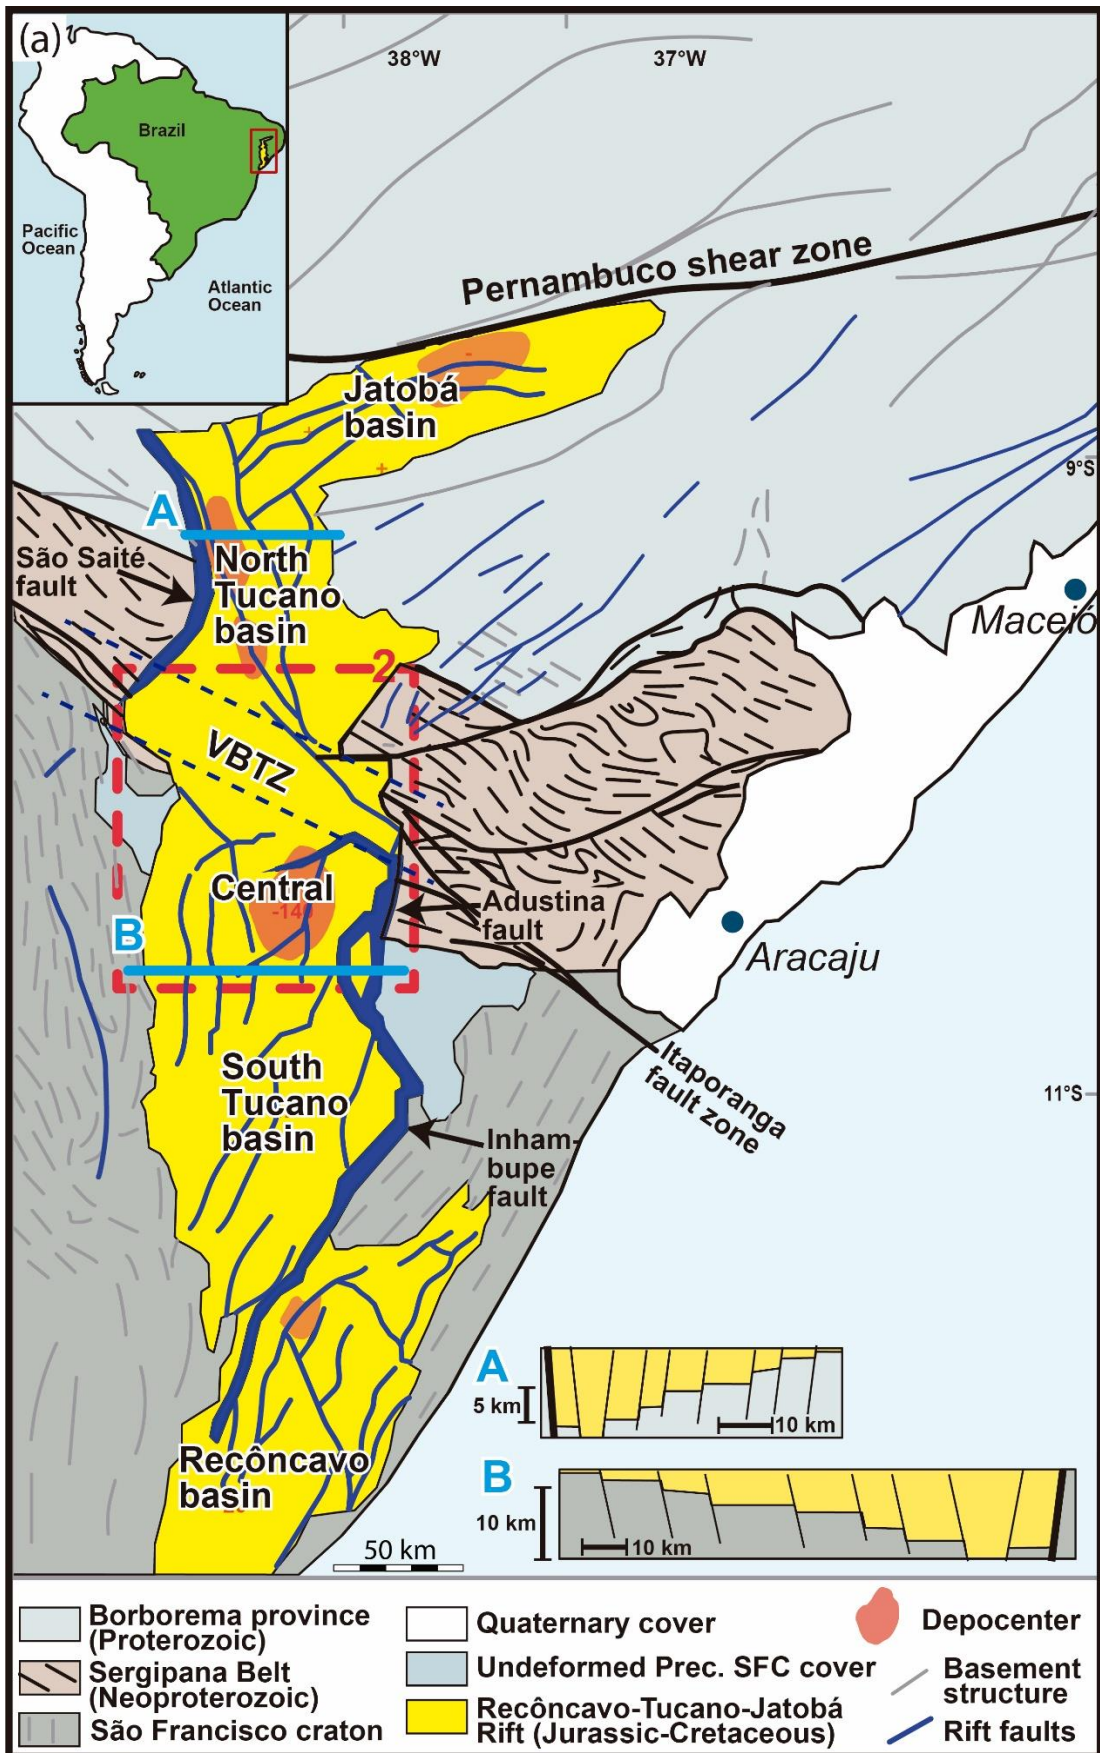 (a)
38°W
37°W
Brazil
Pacific
Ocean
Atlantic
Ocean
Pernambuco shear zone
Jatobá
basin
9°S
A
São Saité
fault
North
Tucano
basin
Maceió
2
VBTZ
Central
-140
Adustina
fault
B
Aracaju
Itaporanga
fault zone
South
Tucano
basin
11°S
Inham-
bupe
fault
A
5 km
10 km
Recôncavo
basin
B
10 km
10 km
50 km
Borborema province
(Proterozoic)
Sergipana Belt
(Neoproterozoic)
São Francisco craton
Quaternary cover
Undeformed Prec. SFC cover
Recôncavo-Tucano-Jatobá
Rift (Jurassic-Cretaceous)
Depocenter
Basement
structure
Rift faults